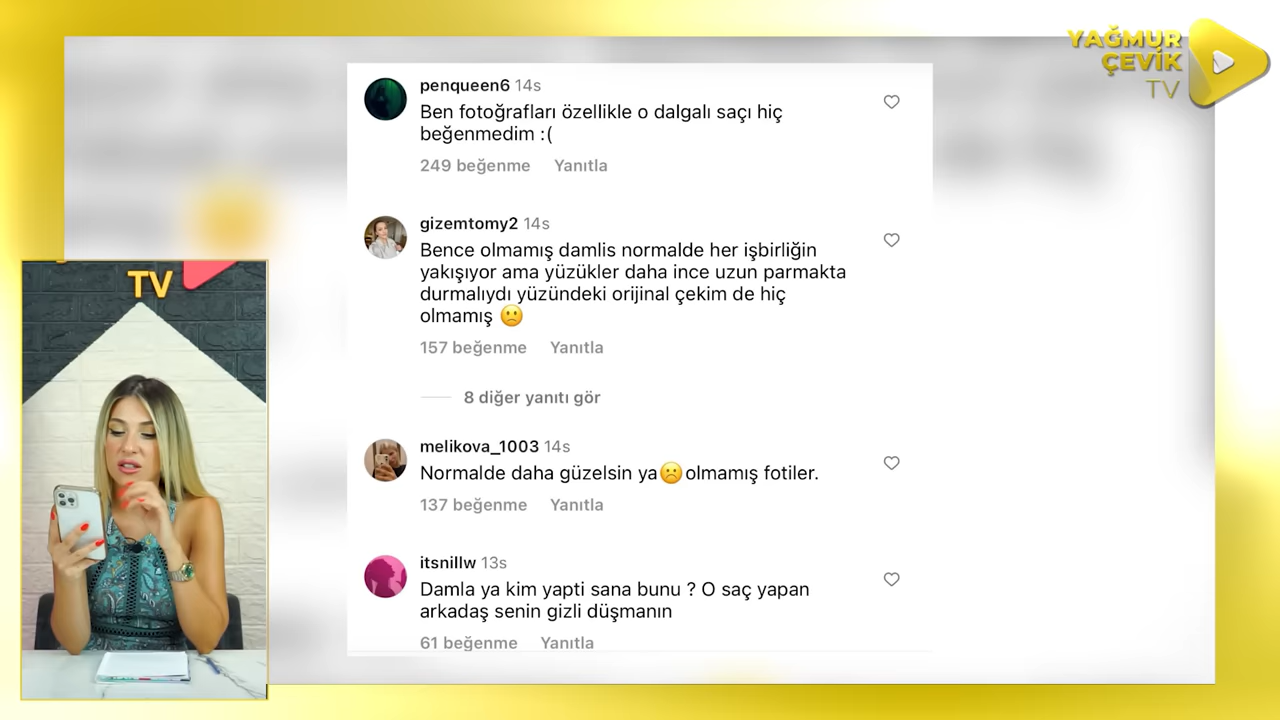 YAĞMUR
ÇEVİK
TV
penqueen6 14s
Ben fotoğrafları özellikle o dalgalı saçı hiç
beğenmedim :(
249 beğenme Yanıtla
gizemtomy2 14s
Bence olmamış damlis normalde her işbirliğin
yakışıyor ama yüzükler daha ince uzun parmakta
durmalıydı yüzündeki orijinal çekim de hiç
olmamış 🙁
157 beğenme Yanıtla
8 diğer yanıtı gör
melikova_1003 14s
Normalde daha güzelsin ya☹️olmamış fotiler.
137 beğenme Yanıtla
itsnillw 13s
Damla ya kim yapti sana bunu ? O saç yapan
arkadaş senin gizli düşmanın
61 beğenme Yanıtla
TV